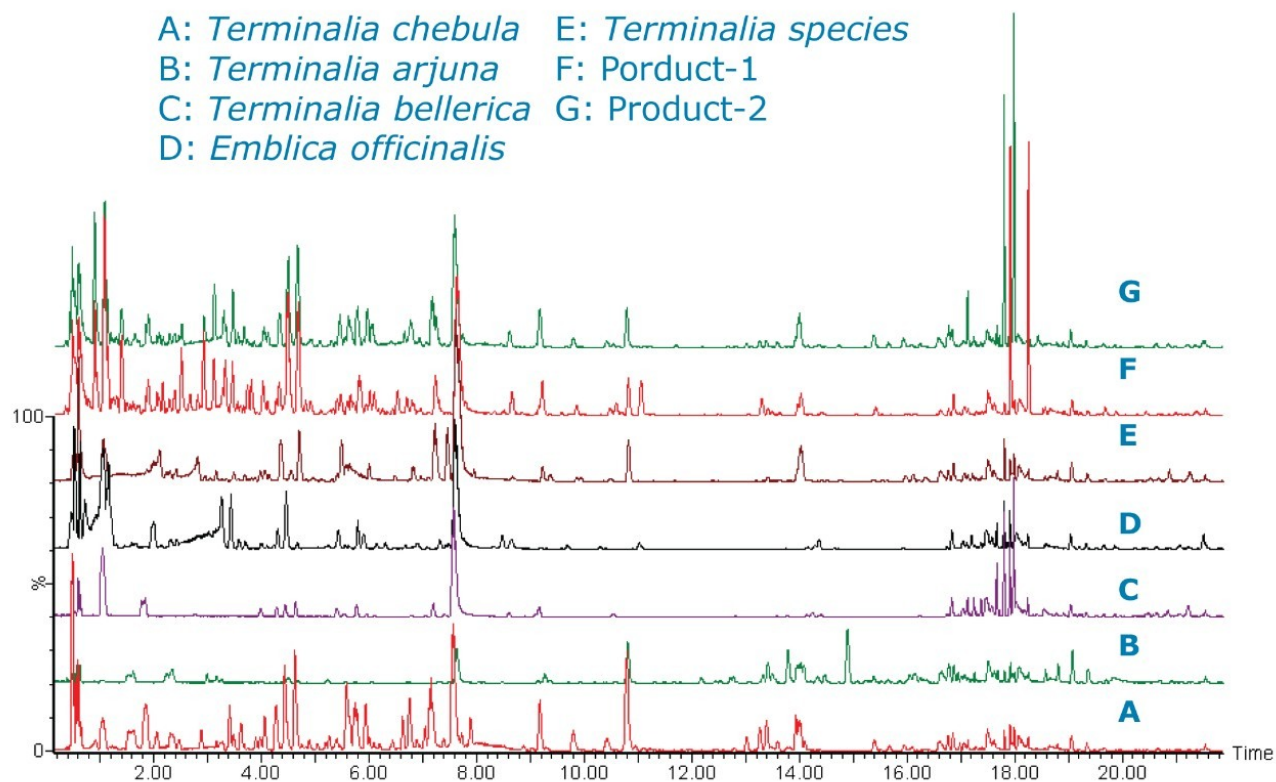 A: Terminalia chebula E: Terminalia species
B: Terminalia arjuna F: Porduct-1
C: Terminalia bellerica G: Product-2
D: Emblica officinalis
G
F
100
E
D
%
C
B
A
0
Time
2.00 4.00 6.00 8.00 10.00 12.00 14.00 16.00 18.00 20.00